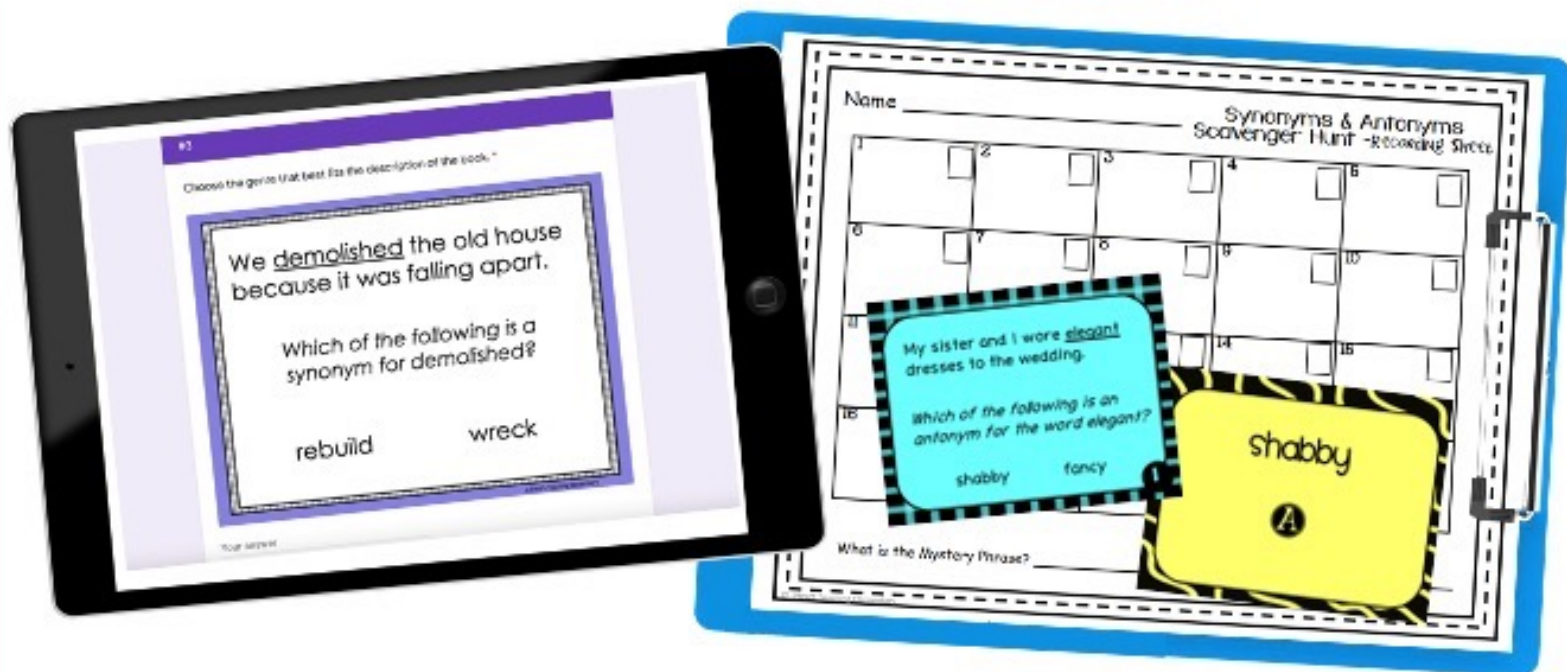 #3
Choose the genre that best fits the description of the book. *
We demolished the old house
because it was falling apart.
Which of the following is a
synonym for demolished?
rebuild wreck
Your answer
Name
Synonyms & Antonyms
Scavenger Hunt -Recording Sheet
1 2 3 4 5
6 7 8 9 10
11 14 15
16
My sister and I wore elegant
dresses to the wedding.
Which of the following is an
antonym for the word elegant?
shabby fancy
1
shabby
A
What is the Mystery Phrase?